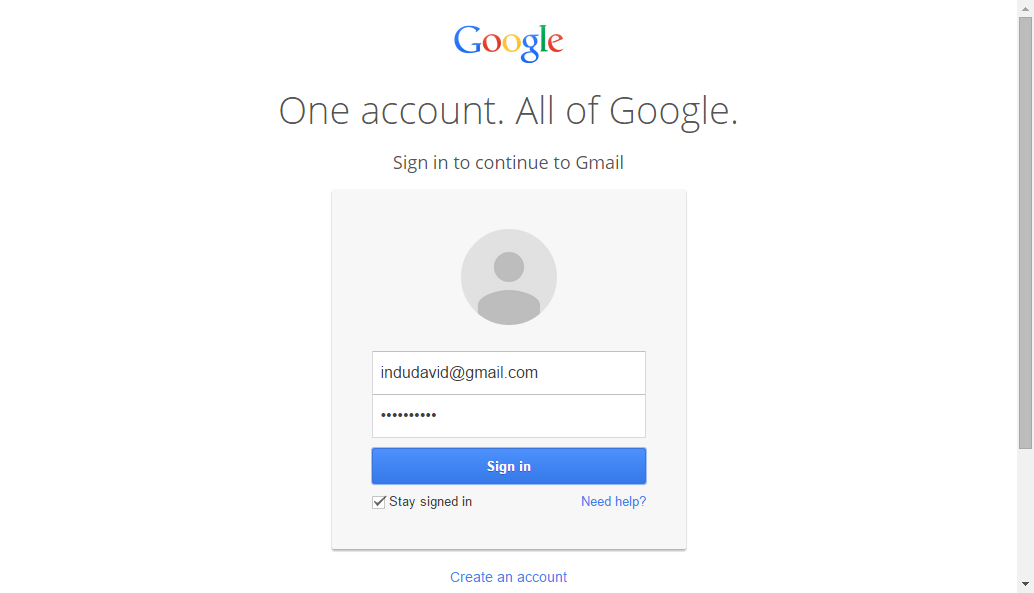 Google
One account. All of Google.
Sign in to continue to Gmail
indudavid@gmail.com
••••••••••
Sign in
Stay signed in
Need help?
Create an account